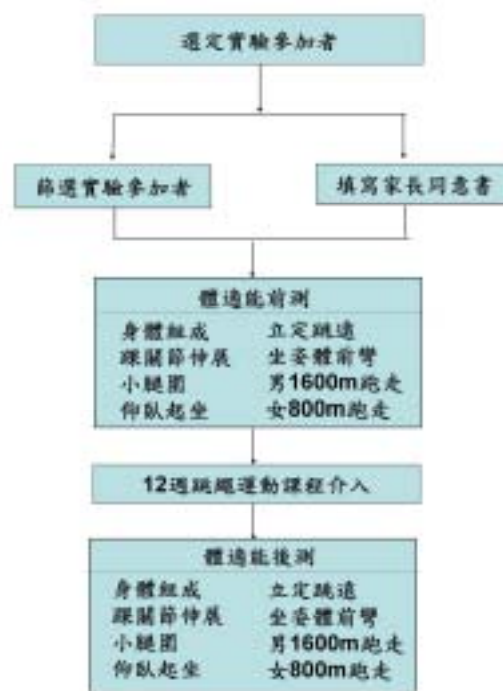 選定實驗參加者
篩選實驗參加者 填寫家長同意書
體適能前測
身體組成 立定跳遠
踝關節伸展 坐姿體前彎
小腿圍 男1600m跑走
仰臥起坐 女800m跑走
12週跳繩運動課程介入
體適能後測
身體組成 立定跳遠
踝關節伸展 坐姿體前彎
小腿圍 男1600m跑走
仰臥起坐 女800m跑走